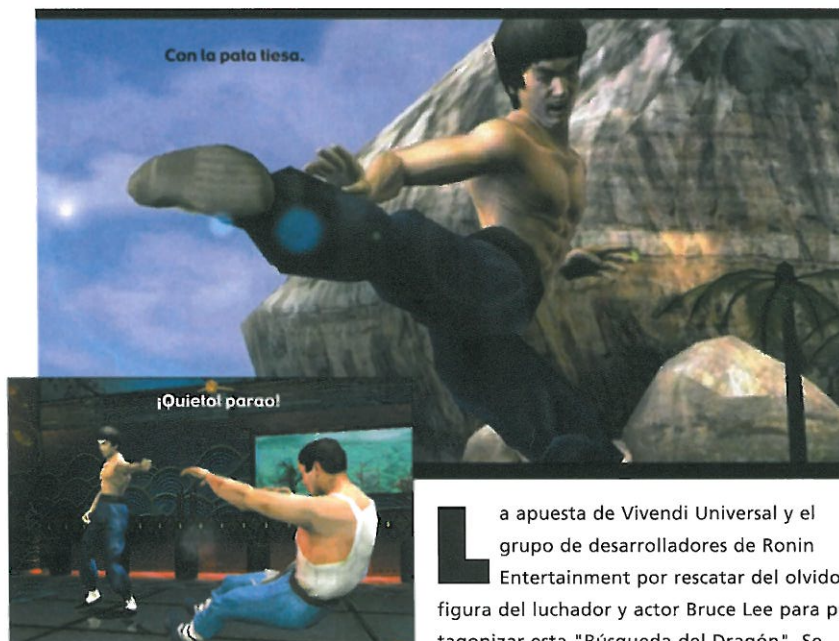 Con la pata tiesa.
¡Quieto! parao!
La apuesta de Vivendi Universal y el
grupo de desarrolladores de Ronin
Entertainment por rescatar del olvido
figura del luchador y actor Bruce Lee para p
tagonizar esta "Búsqueda del Dragón". Se